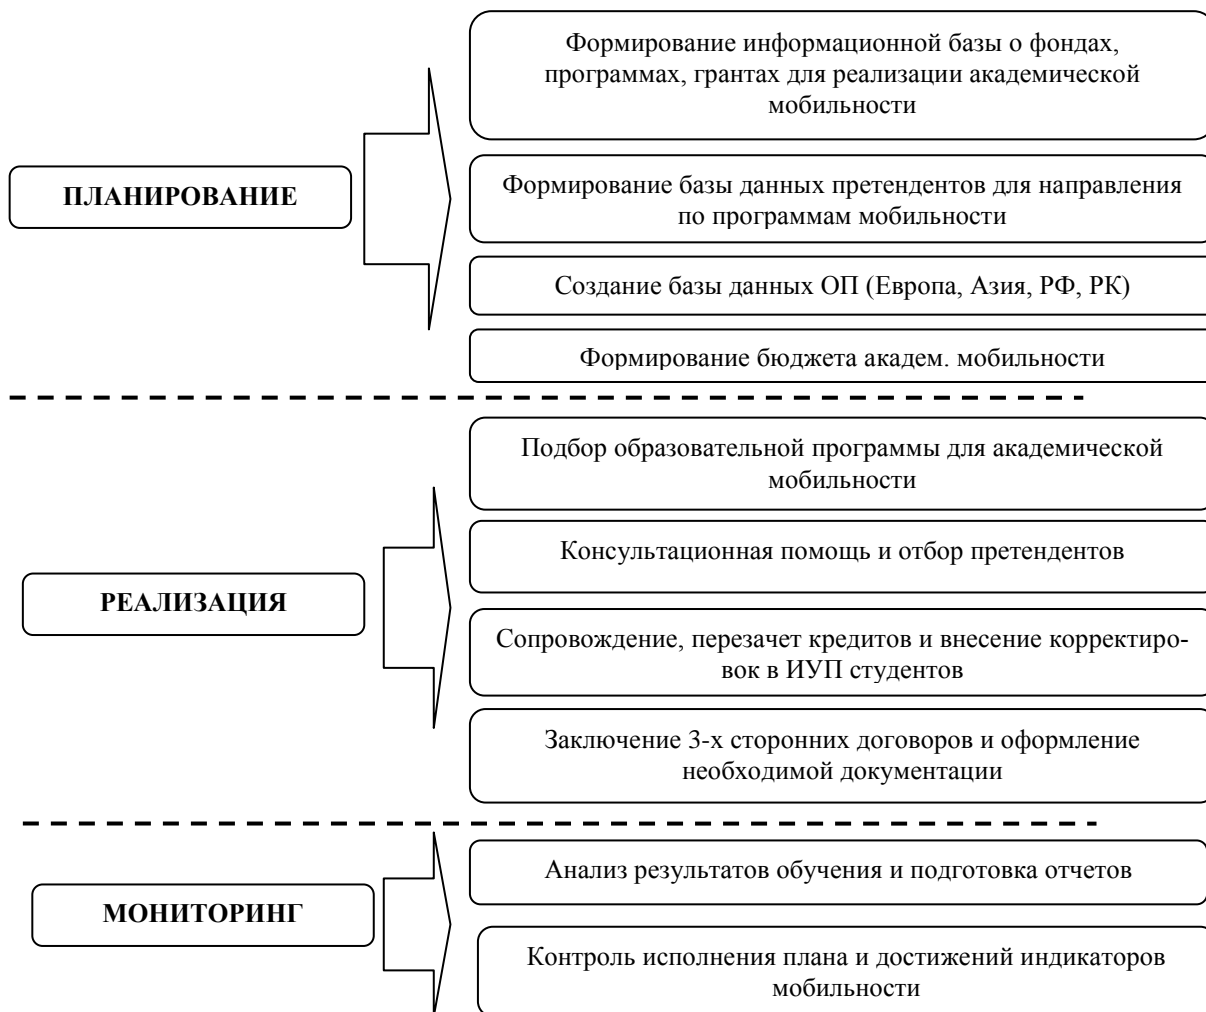 ПЛАНИРОВАНИЕ
Формирование информационной базы о фондах,
программах, грантах для реализации академической
мобильности
Формирование базы данных претендентов для направления
по программам мобильности
Создание базы данных ОП (Европа, Азия, РФ, РК)
Формирование бюджета академ. мобильности
РЕАЛИЗАЦИЯ
Подбор образовательной программы для академической
мобильности
Консультационная помощь и отбор претендентов
Сопровождение, перезачет кредитов и внесение корректиро-
вок в ИУП студентов
Заключение 3-х сторонних договоров и оформление
необходимой документации
МОНИТОРИНГ
Анализ результатов обучения и подготовка отчетов
Контроль исполнения плана и достижений индикаторов
мобильности